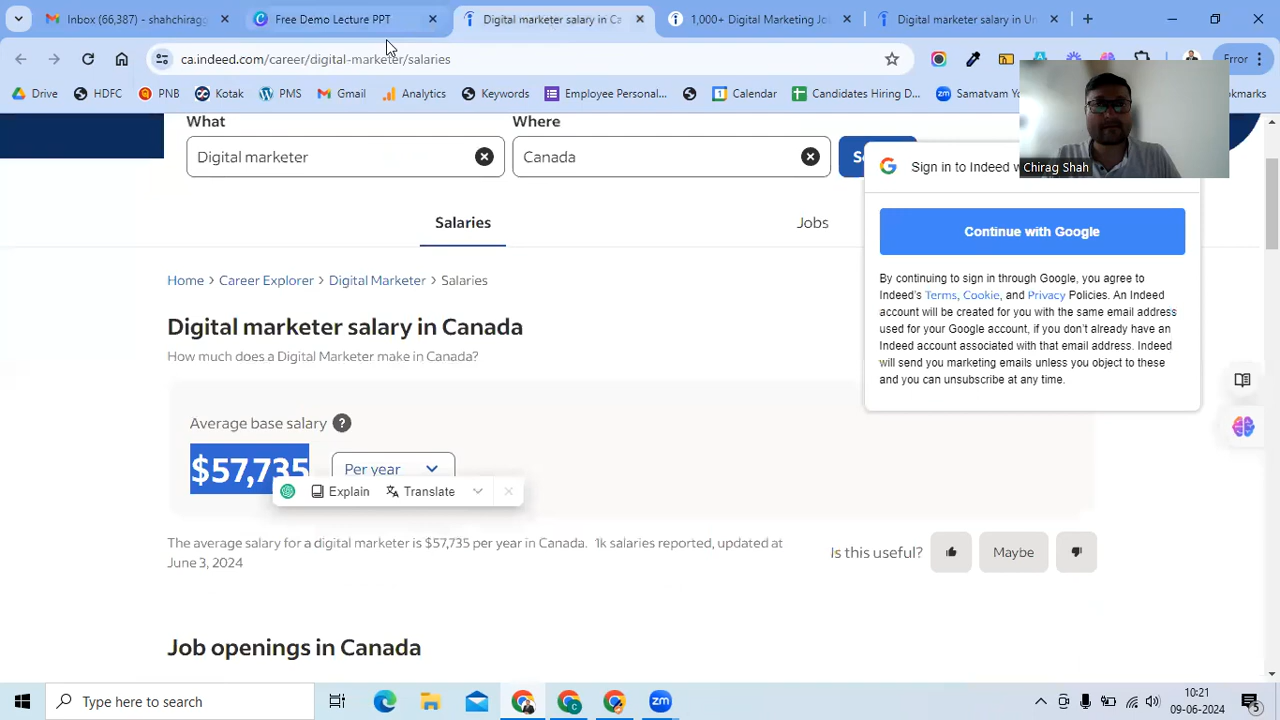 Inbox (66,387) - shahchirag
Free Demo Lecture PPT
Digital marketer salary in Ca
1,000+ Digital Marketing Jo
Digital marketer salary in Un
ca.indeed.com/career/digital-marketer/salaries
Error
Drive
HDFC
PNB
Kotak
PMS
Gmail
Analytics
Keywords
Employee Personal...
Calendar
Candidates Hiring D...
Samatvam Yo
kmarks
Chirag Shah
What
Where
Digital marketer
Canada
Sign in to Indeed w
Salaries
Jobs
Continue with Google
By continuing to sign in through Google, you agree to
Indeed's Terms, Cookie, and Privacy Policies. An Indeed
account will be created for you with the same email address
used for your Google account, if you don't already have an
Indeed account associated with that email address. Indeed
will send you marketing emails unless you object to these
and you can unsubscribe at any time.
Home > Career Explorer > Digital Marketer > Salaries
Digital marketer salary in Canada
How much does a Digital Marketer make in Canada?
Average base salary ?
$57,735
Per year
Explain
Translate
The average salary for a digital marketer is $57,735 per year in Canada. 1k salaries reported, updated at
June 3, 2024
Is this useful?
Maybe
Job openings in Canada
Type here to search
zm
10:21
09-06-2024
5